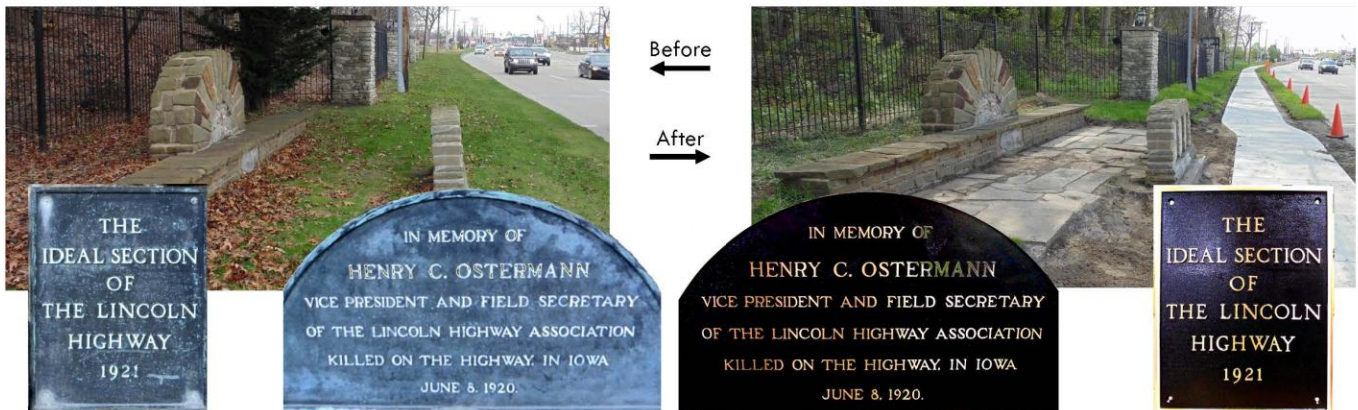 Before
After
THE
IDEAL SECTION
OF
THE LINCOLN
HIGHWAY
1921
IN MEMORY OF
HENRY C. OSTERMANN
VICE PRESIDENT AND FIELD SECRETARY
OF THE LINCOLN HIGHWAY ASSOCIATION
KILLED ON THE HIGHWAY, IN IOWA
JUNE 8, 1920.
IN MEMORY OF
HENRY C. OSTERMANN
VICE PRESIDENT AND FIELD SECRETARY
OF THE LINCOLN HIGHWAY ASSOCIATION
KILLED ON THE HIGHWAY, IN IOWA
JUNE 8, 1920.
THE
IDEAL SECTION
OF
THE LINCOLN
HIGHWAY
1921